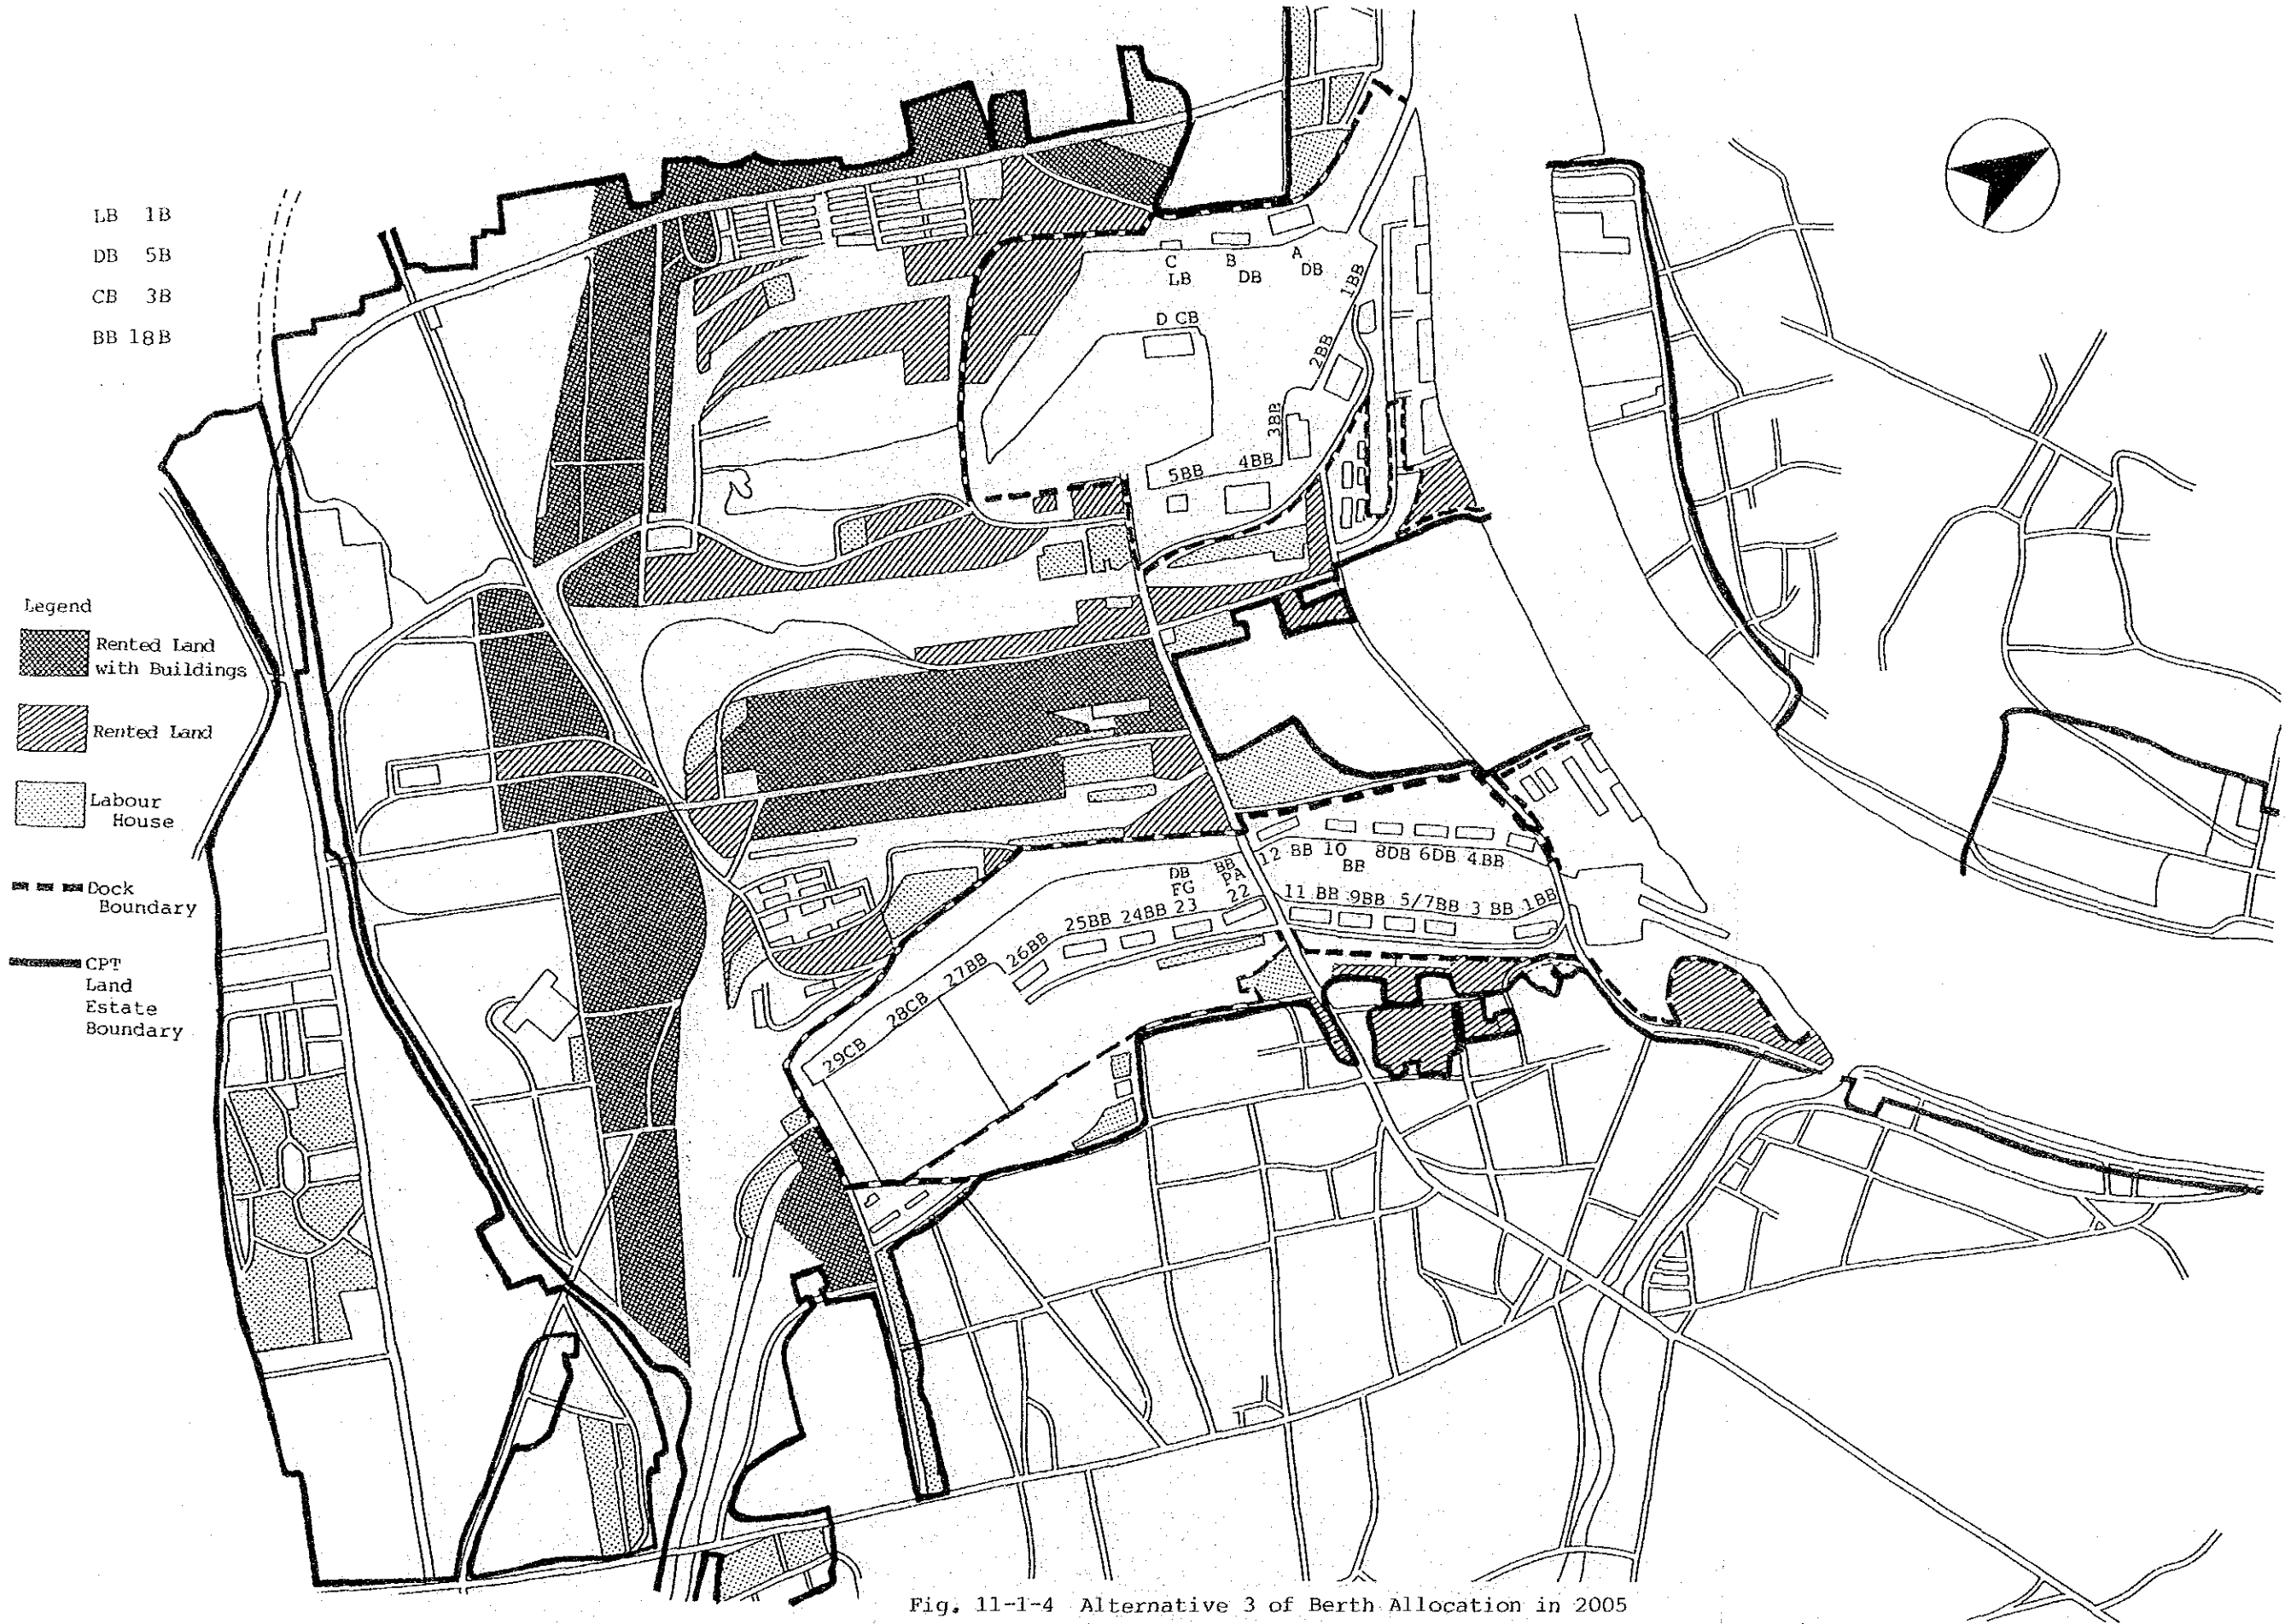 LB 1B
DB 5B
CB 3B
BB 18B
Legend
Rented Land
with Buildings
Rented Land
Labour
House
Dock
Boundary
CPT
Land
Estate
Boundary
C
LB
B
DB
A
DB
1BB
D CB
2BB
3BB
5BB
4BB
12 BB
10
BB
8DB
6DB
4BB
DB
FG
23
BB
PA
22
11 BB
9BB
5/7BB
3 BB
1BB
25BB
24BB
26BB
27BB
28CB
29CB
Fig. 11-1-4 Alternative 3 of Berth Allocation in 2005